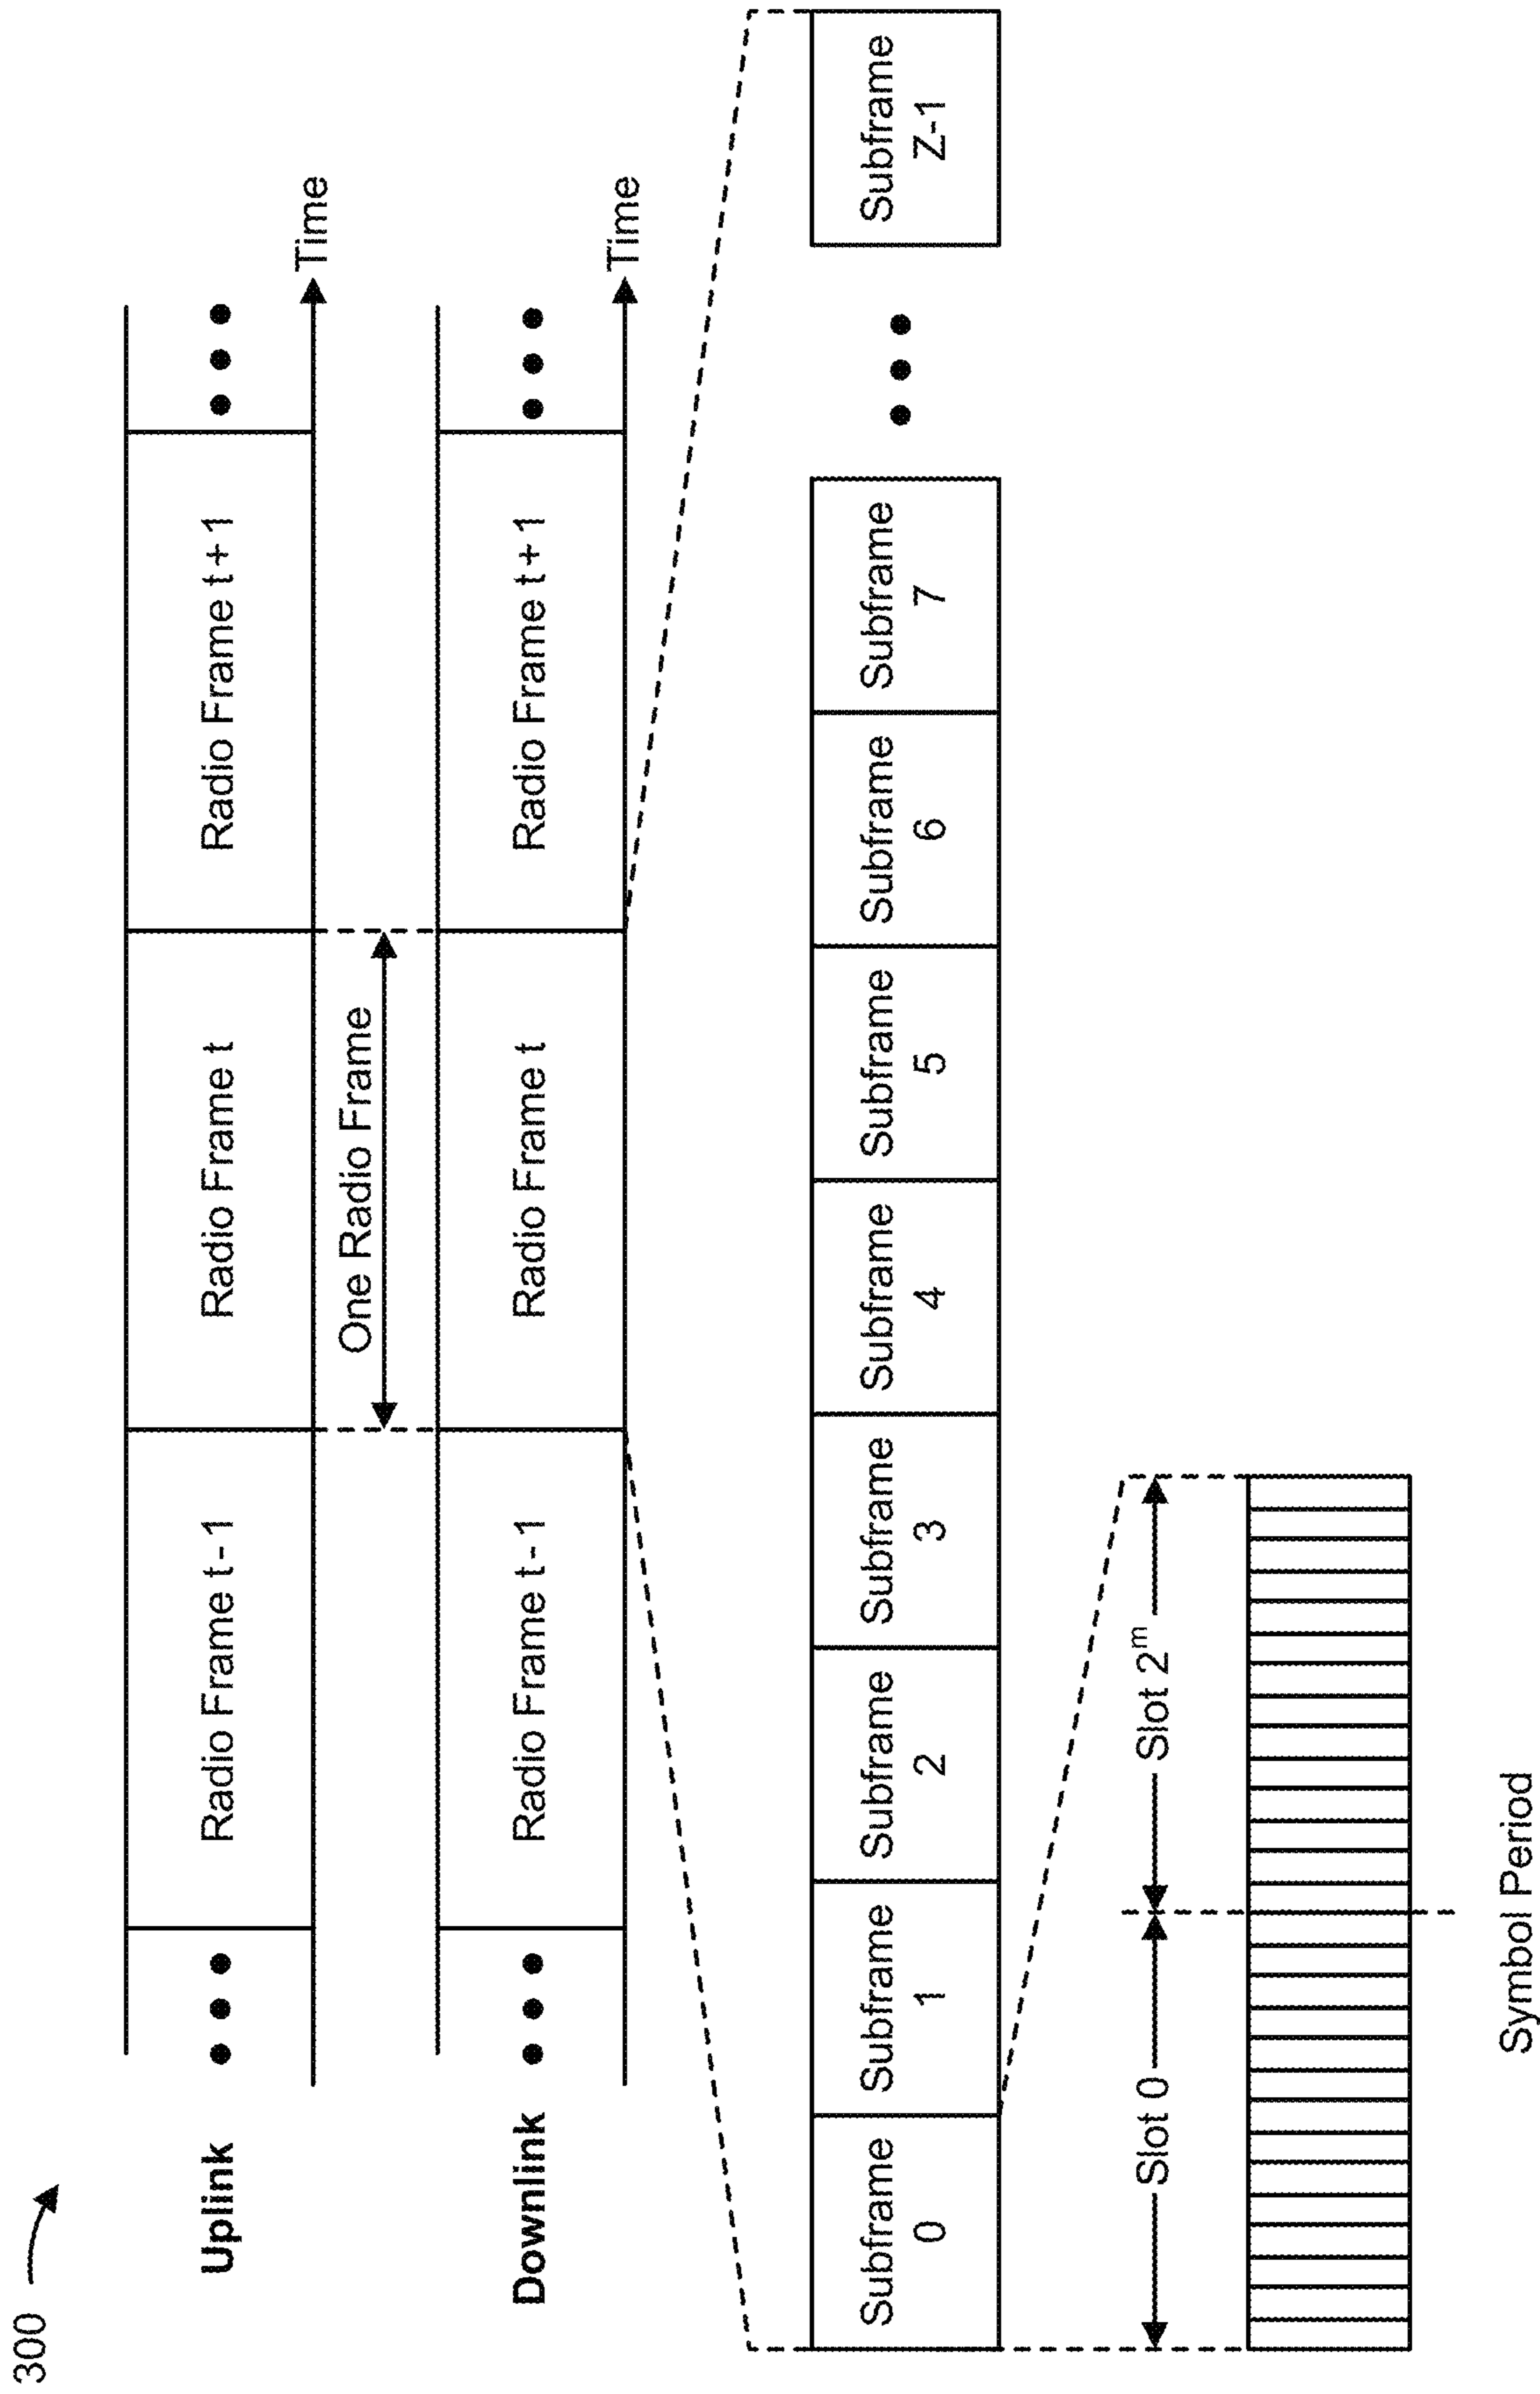 300
Uplink
Radio Frame t-1
Radio Frame t
Radio Frame t+1
Time
One Radio Frame
Downlink
Radio Frame t-1
Radio Frame t
Radio Frame t+1
Time
Subframe
0
Subframe
1
Subframe
2
Subframe
3
Subframe
4
Subframe
5
Subframe
6
Subframe
7
Subframe
Z-1
Slot 0
Slot 2ᵐ
Symbol Period